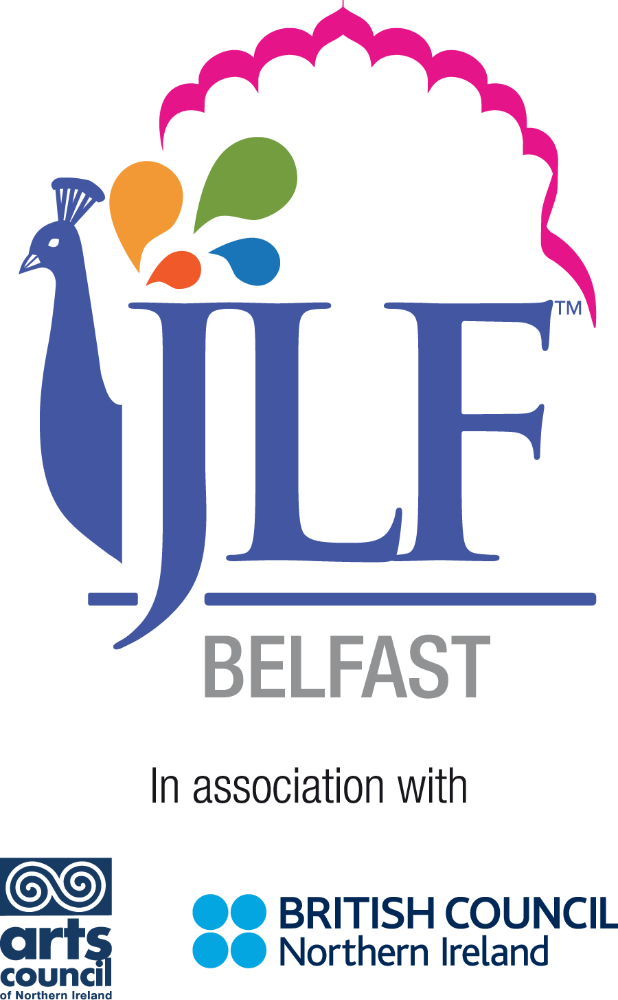 JLF™
BELFAST
In association with
arts
council
of Northern Ireland
BRITISH COUNCIL
Northern Ireland